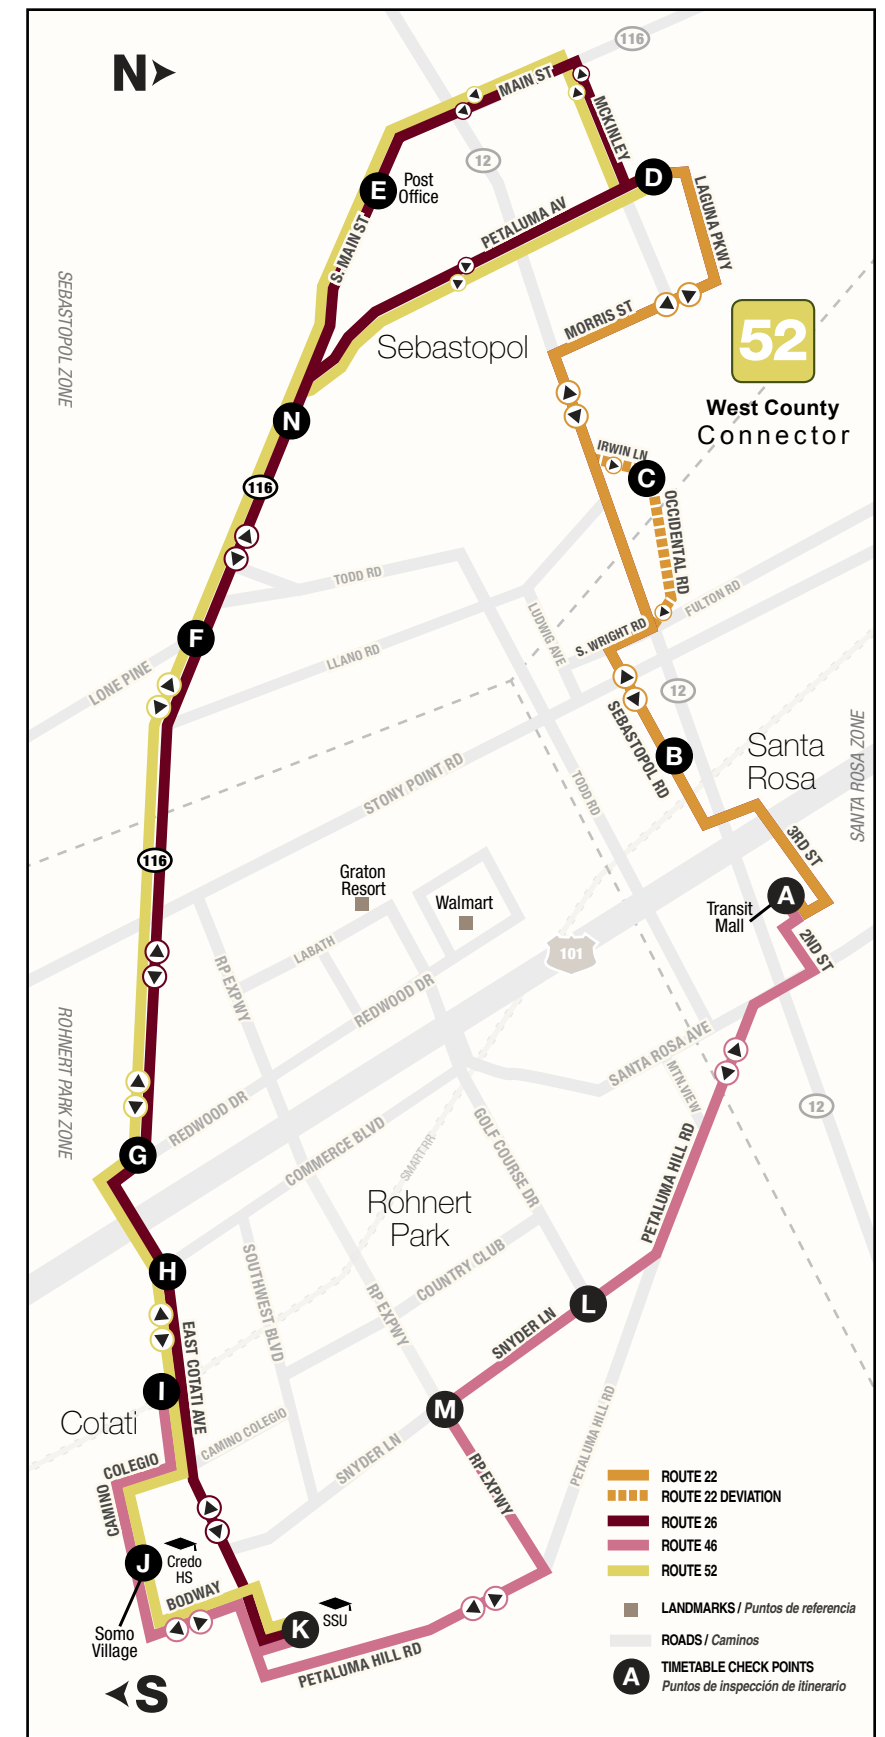 N
116
MAIN ST
MCKINLEY
12
D
E
Post
Office
LAGUNA PKWY
PETALUMA AV
S. MAIN ST
MORRIS ST
SEBASTOPOL ZONE
Sebastopol
52
West County
Connector
N
IRWIN LN
C
116
OCCIDENTAL RD
TODD RD
FULTON RD
LUDWIG AVE
F
S. WRIGHT RD
LLANO RD
LONE PINE
12
SEBASTOPOL RD
B
Santa
Rosa
SANTA ROSA ZONE
STONY POINT RD
TODD RD
3RD ST
116
Graton
Resort
Walmart
A
Transit
Mall
2ND ST
LABATH
101
RP EXPWY
REDWOOD DR
ROHNERT PARK ZONE
SANTA ROSA AVE
MTN.VIEW
REDWOOD DR
12
COMMERCE BLVD
SMART RR
GOLF COURSE DR
G
PETALUMA HILL RD
Rohnert
Park
H
SOUTHWEST BLVD
COUNTRY CLUB
RP EXPWY
L
EAST COTATI AVE
SNYDER LN
I
M
Cotati
CAMINO COLEGIO
PETALUMA HILL RD
SNYDER LN
COLEGIO
CAMINO
RP EXPWY
ROUTE 22
ROUTE 22 DEVIATION
ROUTE 26
ROUTE 46
ROUTE 52
J
Credo
HS
BODWAY
SSU
K
Somo
Village
LANDMARKS / Puntos de referencia
ROADS / Caminos
PETALUMA HILL RD
A
TIMETABLE CHECK POINTS
Puntos de inspección de itinerario
S